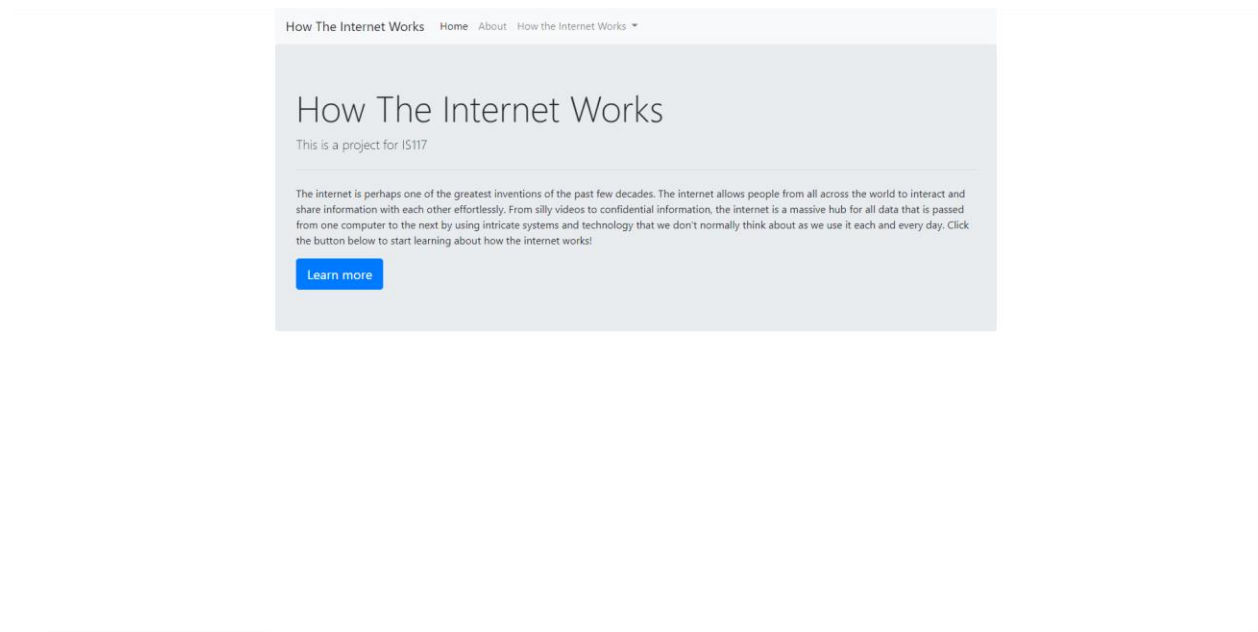 How The Internet Works Home About How the Internet Works
How The Internet Works
This is a project for IS117
The internet is perhaps one of the greatest inventions of the past few decades. The internet allows people from all across the world to interact and
share information with each other effortlessly. From silly videos to confidential information, the internet is a massive hub for all data that is passed
from one computer to the next by using intricate systems and technology that we don't normally think about as we use it each and every day. Click
the button below to start learning about how the internet works!
Learn more